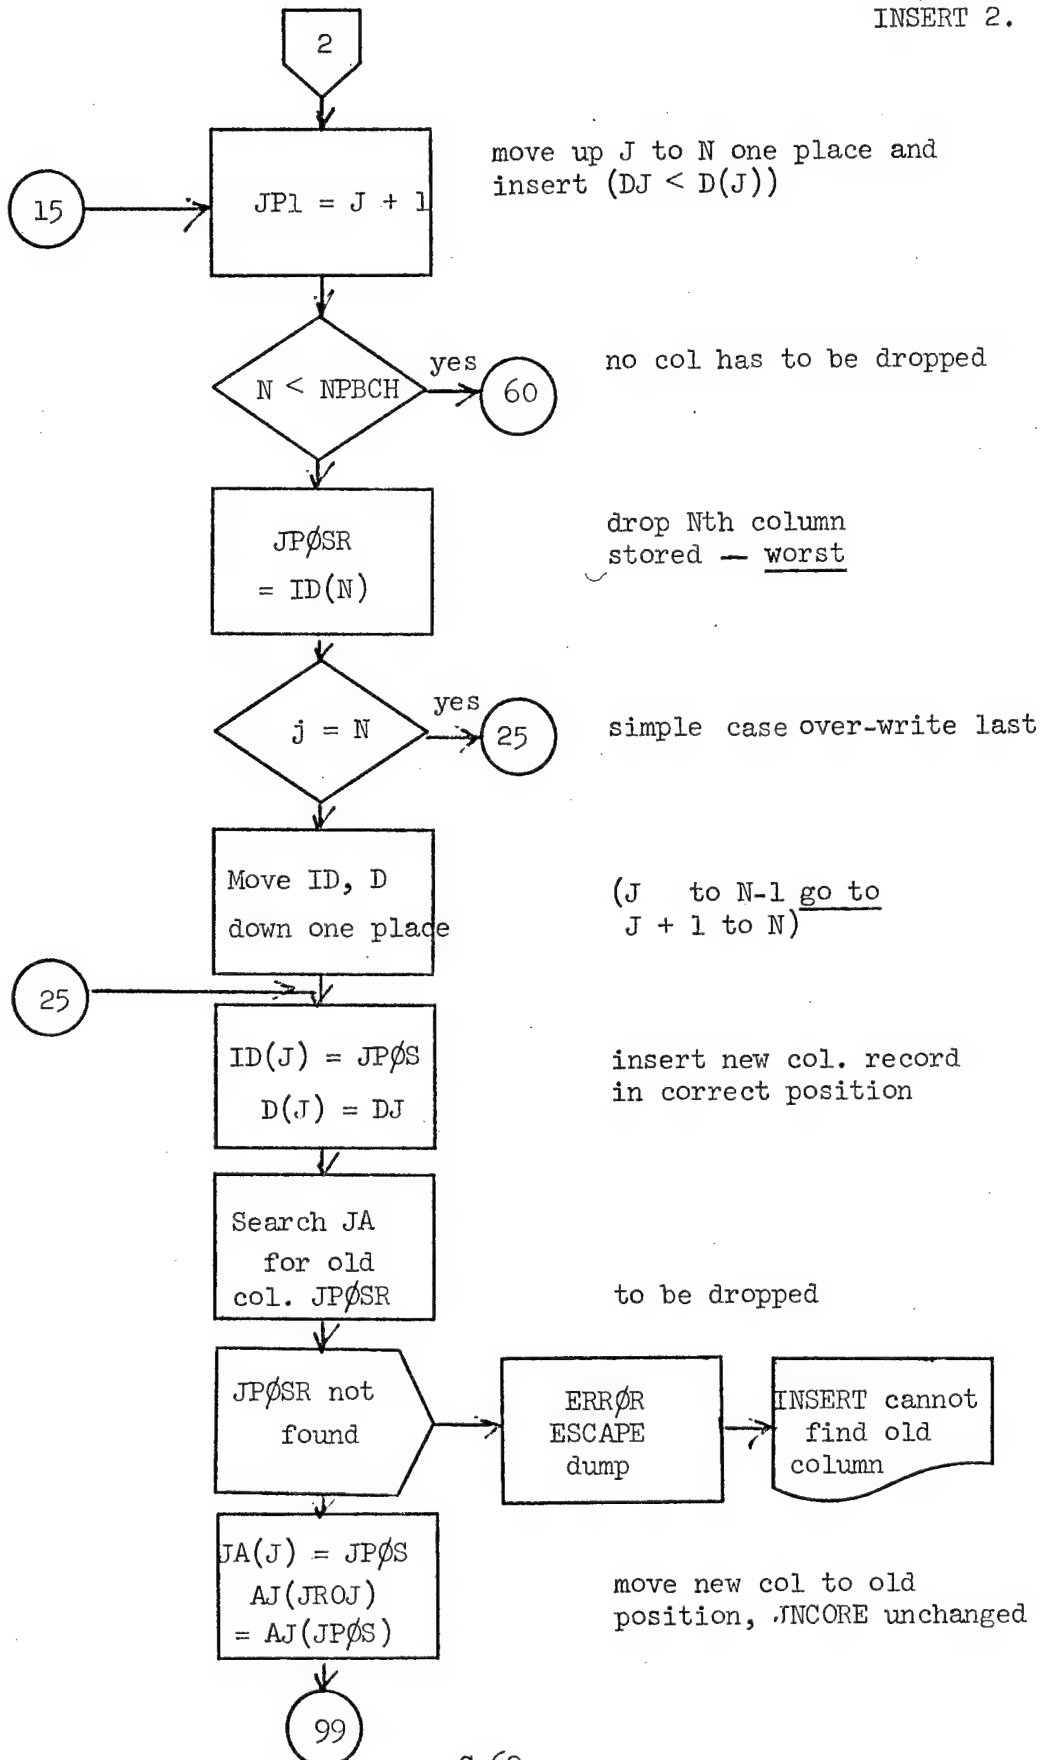 INSERT 2.
2
move up J to N one place and
insert (DJ < D(J))
15
JP1 = J + 1
N < NPBCH
yes
60
no col has to be dropped
JPØSR
= ID(N)
drop Nth column
stored — worst
j = N
yes
25
simple case over-write last
Move ID, D
down one place
(J to N-1 go to
J + 1 to N)
25
ID(J) = JPØS
D(J) = DJ
insert new col. record
in correct position
Search JA
for old
col. JPØSR
to be dropped
JPØSR not
found
ERRØR
ESCAPE
dump
INSERT cannot
find old
column
JA(J) = JPØS
AJ(JROJ)
= AJ(JPØS)
move new col to old
position, JNCORE unchanged
99